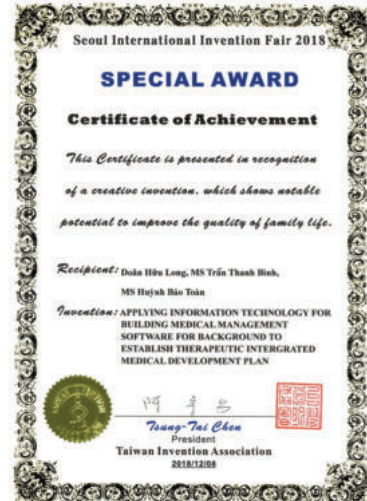 Seoul International Invention Fair 2018
SPECIAL AWARD
Certificate of Achievement
This Certificate is presented in recognition
of a creative invention, which shows notable
potential to improve the quality of family life.
Recipient: Doãn Hữu Long, MS Trần Thanh Bình,
MS Huỳnh Bảo Toàn
Invention: APPLYING INFORMATION TECHNOLOGY FOR
BUILDING MEDICAL MANAGEMENT
SOFTWARE FOR BACKGROUND TO
ESTABLISH THERAPEUTIC INTERGRATED
MEDICAL DEVELOPMENT PLAN
Tsung-Tai Chen
President
Taiwan Invention Association
2018/12/08